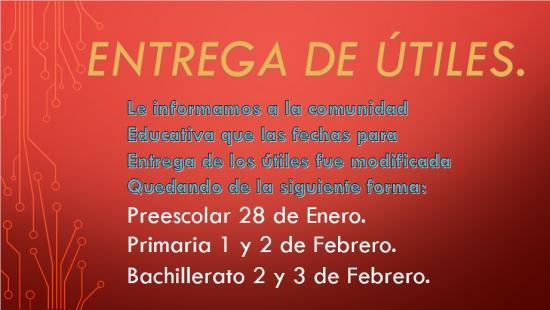 ENTREGA DE ÚTILES.
Le informamos a la comunidad
Educativa que las fechas para
Entrega de los útiles fue modificada
Quedando de la siguiente forma:
Preescolar 28 de Enero.
Primaria 1 y 2 de Febrero.
Bachillerato 2 y 3 de Febrero.